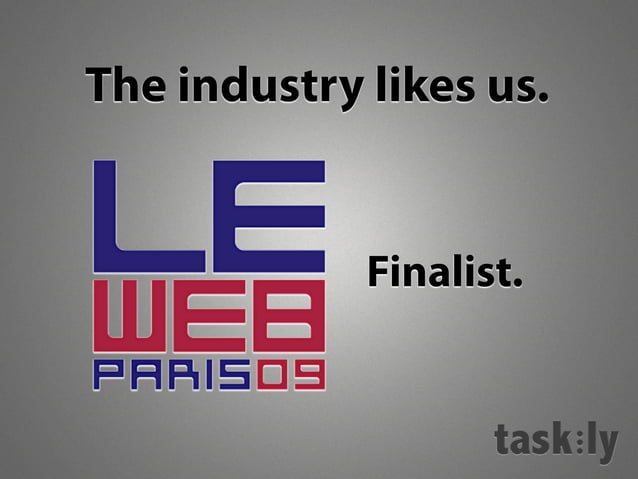 The industry likes us.
LE
WEB
PARIS09
Finalist.
task:ly